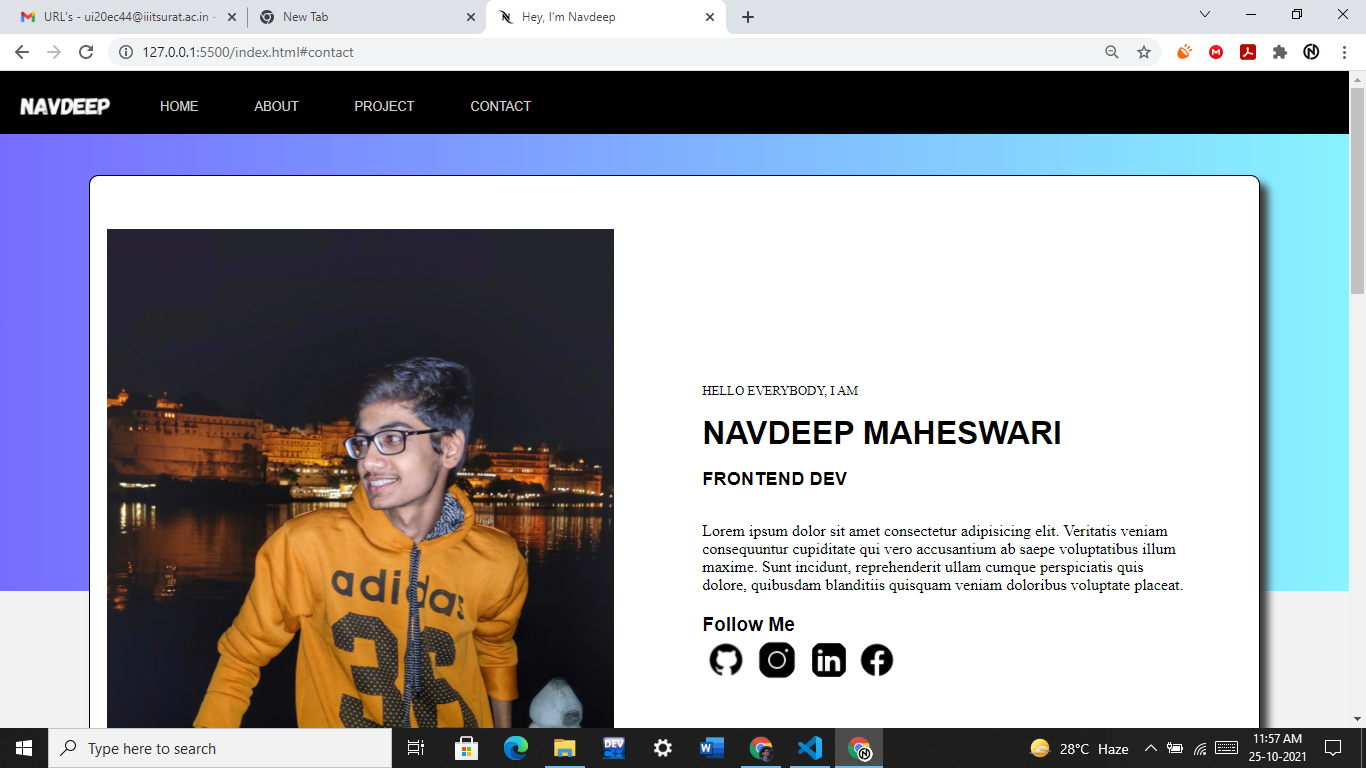 URL's - ui20ec44@iiitsurat.ac.in -
New Tab
Hey, I'm Navdeep
127.0.0.1:5500/index.html#contact
NAVDEEP
HOME
ABOUT
PROJECT
CONTACT
HELLO EVERYBODY, I AM
NAVDEEP MAHESWARI
FRONTEND DEV
Lorem ipsum dolor sit amet consectetur adipisicing elit. Veritatis veniam
consequuntur cupiditate qui vero accusantium ab saepe voluptatibus illum
maxime. Sunt incidunt, reprehenderit ullam cumque perspiciatis quis
dolore, quibusdam blanditiis quisquam veniam doloribus voluptate placeat.
Follow Me
in
adidas
36
Type here to search
DEV
W
28°C Haze
11:57 AM
25-10-2021